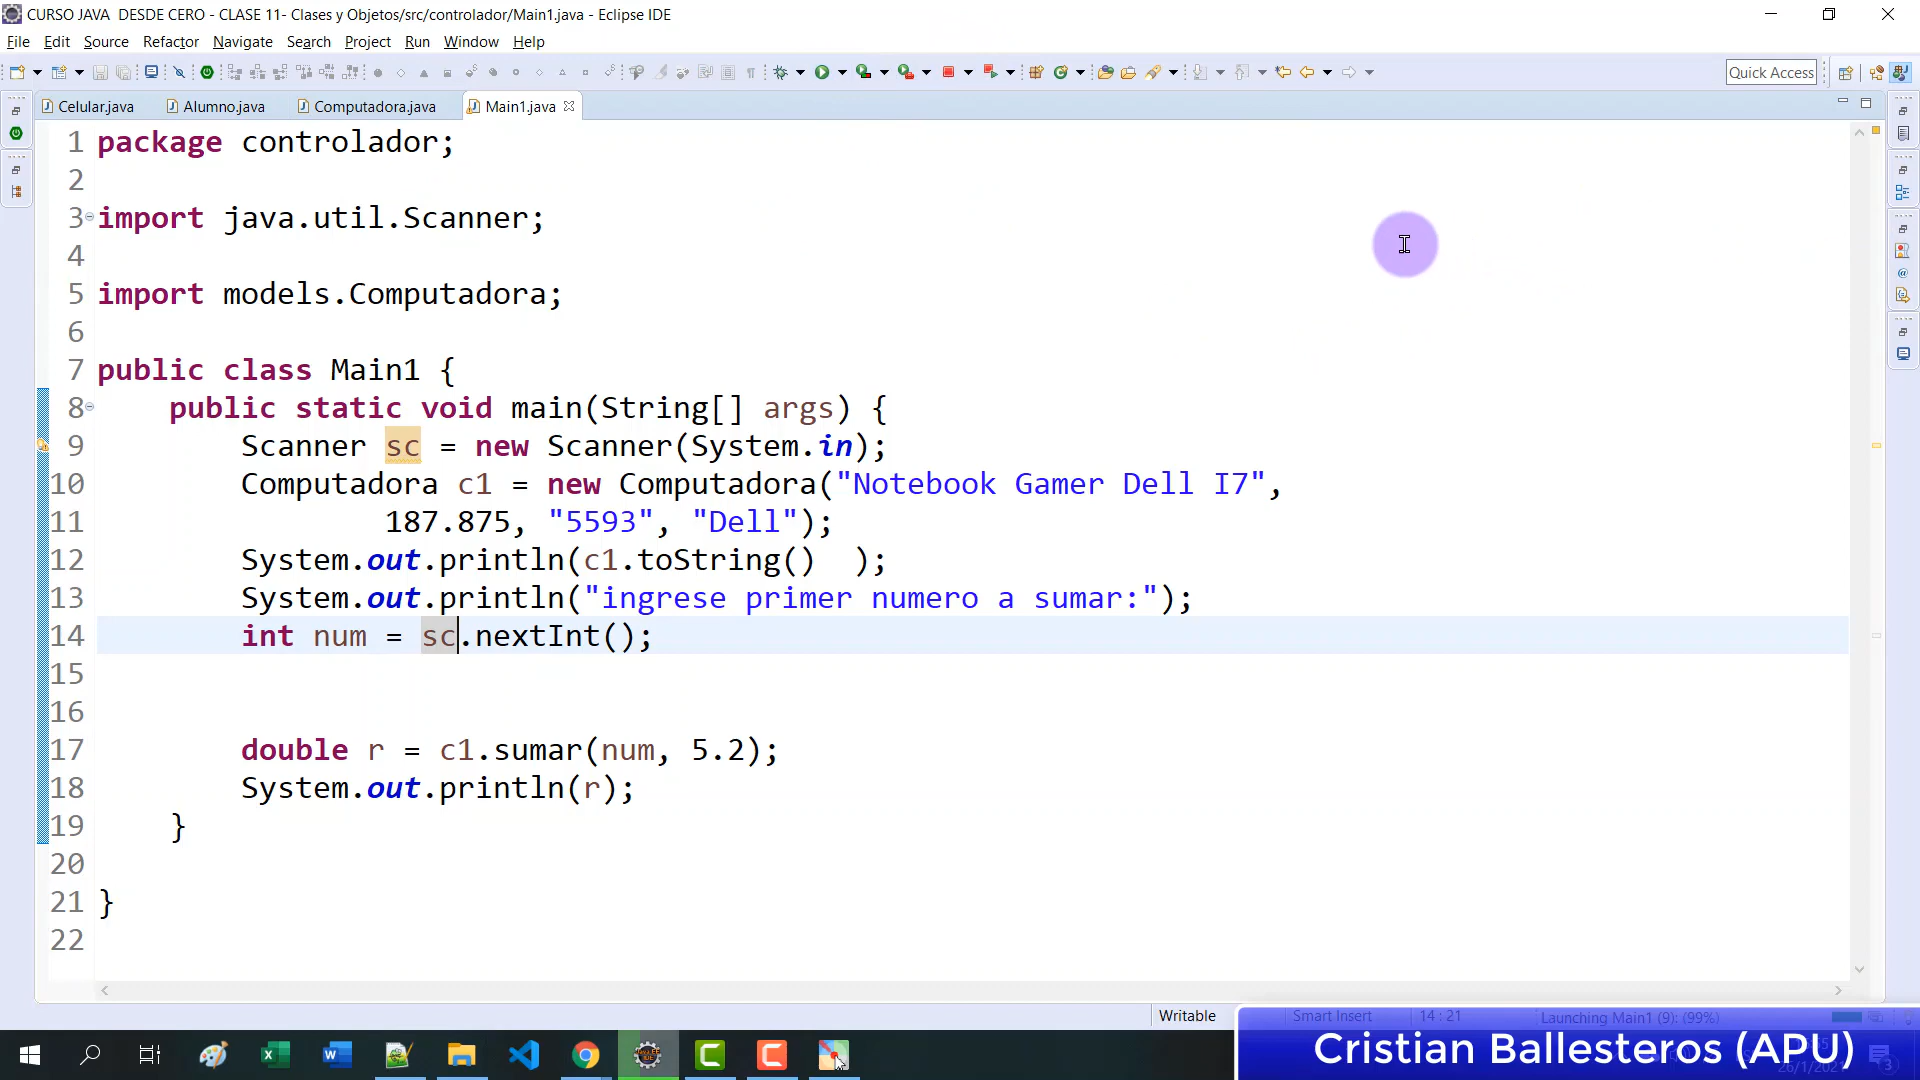 CURSO JAVA  DESDE CERO - CLASE 11- Clases y Objetos/src/controlador/Main1.java - Eclipse IDE
File Edit Source Refactor Navigate Search Project Run Window Help
Quick Access
Celular.java Alumno.java Computadora.java Main1.java
1 package controlador;
2
3 import java.util.Scanner;
4
5 import models.Computadora;
6
7 public class Main1 {
8 public static void main(String[] args) {
9 Scanner sc = new Scanner(System.in);
10 Computadora c1 = new Computadora("Notebook Gamer Dell I7",
11 187.875, "5593", "Dell");
12 System.out.println(c1.toString()  );
13 System.out.println("ingrese primer numero a sumar:");
14 int num = sc.nextInt();
15
16
17 double r = c1.sumar(num, 5.2);
18 System.out.println(r);
19 }
20
21 }
22
Writable Smart Insert 14 : 21 Launching Main1 (9): (99%)
Cristian Ballesteros (APU)